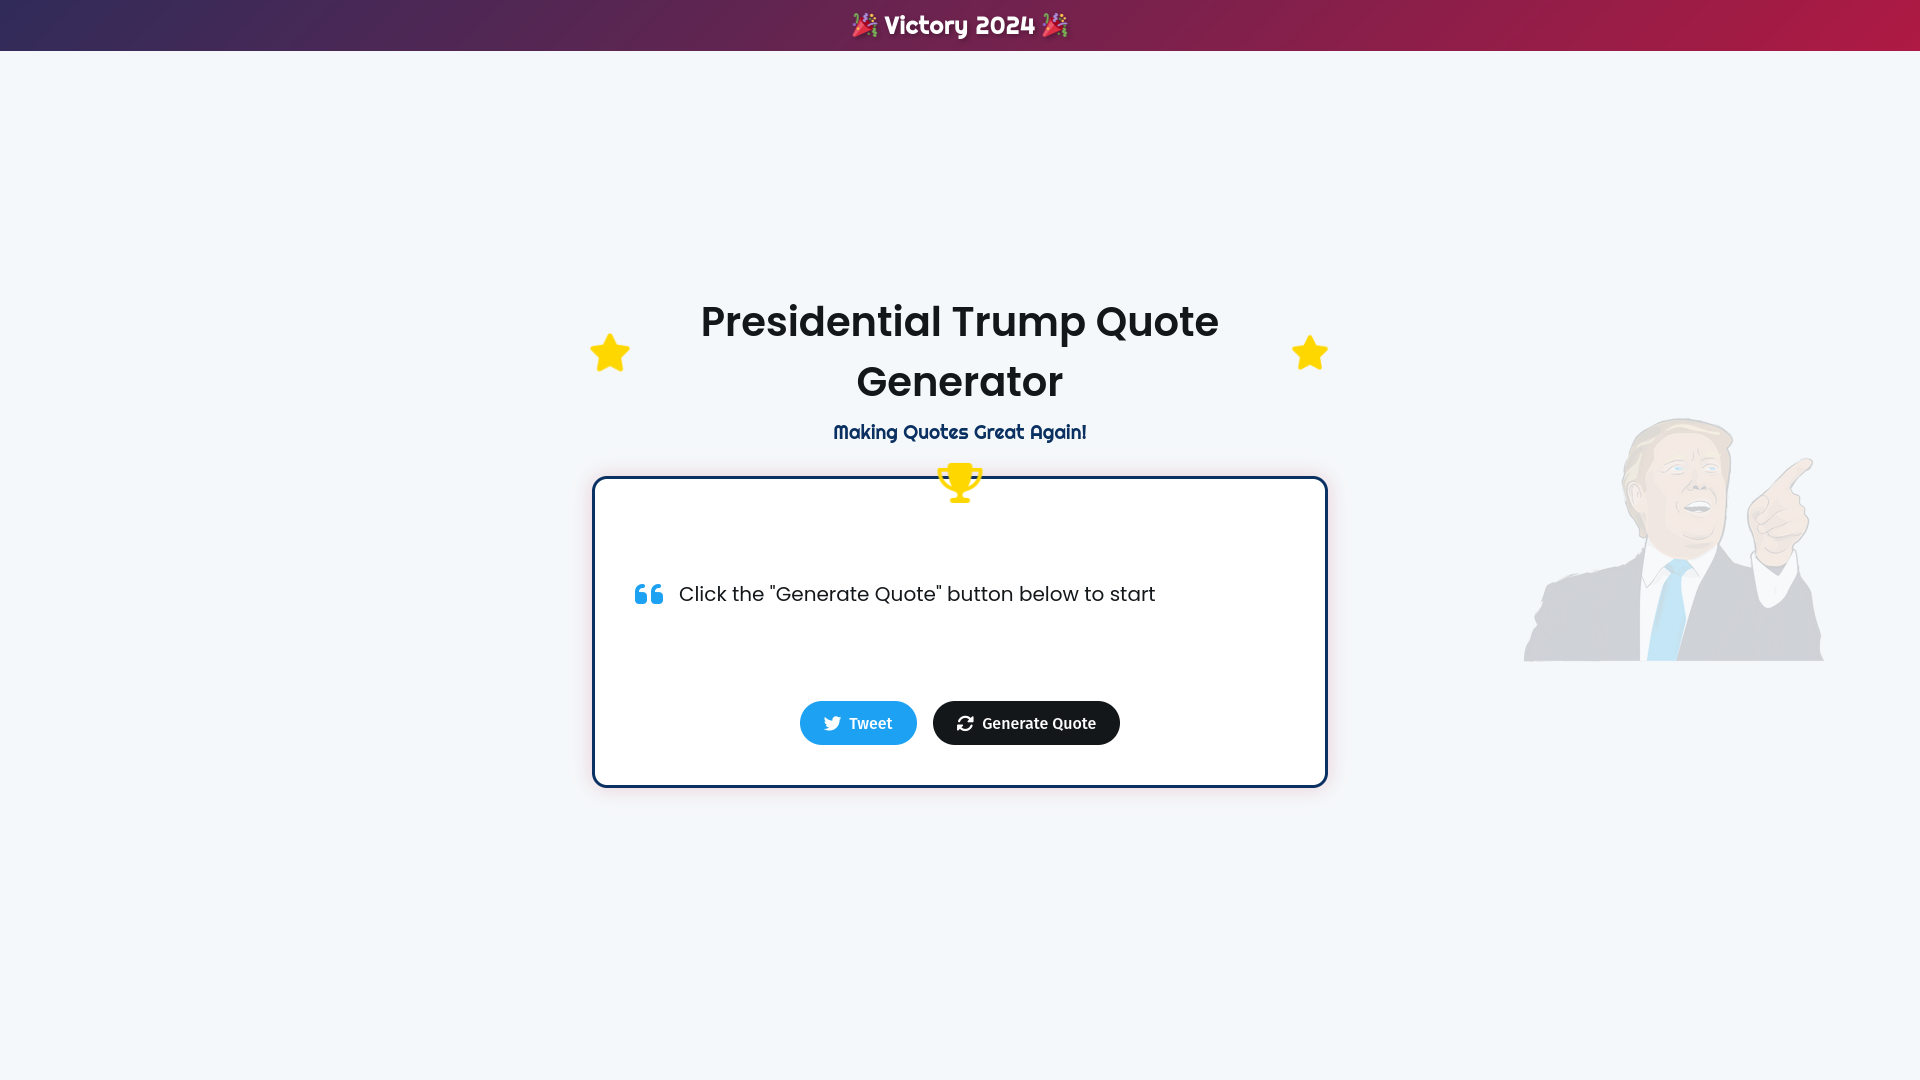 🎉 Victory 2024 🎉
Presidential Trump Quote
Generator
Making Quotes Great Again!
Click the "Generate Quote" button below to start
Tweet
Generate Quote